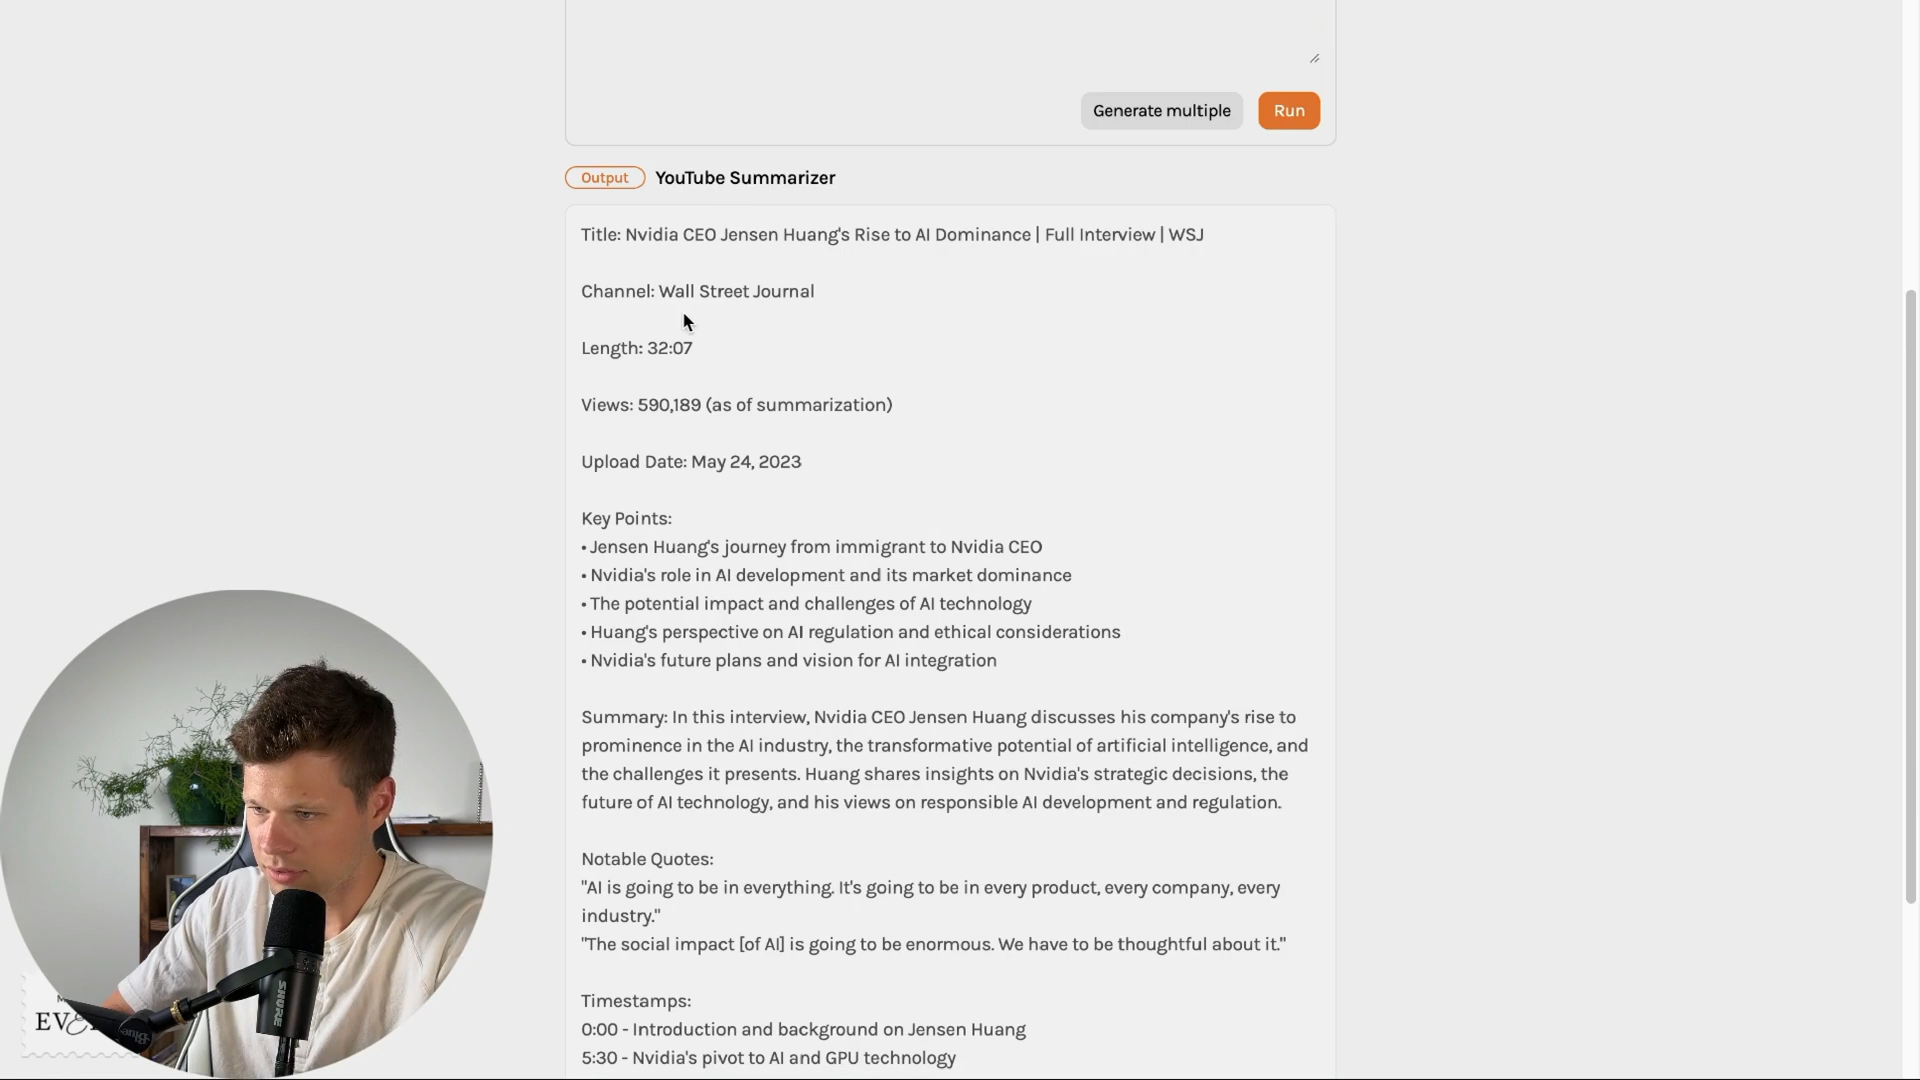 Generate multiple
Run
Output
YouTube Summarizer
Title: Nvidia CEO Jensen Huang's Rise to AI Dominance | Full Interview | WSJ
Channel: Wall Street Journal
Length: 32:07
Views: 590,189 (as of summarization)
Upload Date: May 24, 2023
Key Points:
• Jensen Huang's journey from immigrant to Nvidia CEO
• Nvidia's role in AI development and its market dominance
• The potential impact and challenges of AI technology
• Huang's perspective on AI regulation and ethical considerations
• Nvidia's future plans and vision for AI integration
Summary: In this interview, Nvidia CEO Jensen Huang discusses his company's rise to
prominence in the AI industry, the transformative potential of artificial intelligence, and
the challenges it presents. Huang shares insights on Nvidia's strategic decisions, the
future of AI technology, and his views on responsible AI development and regulation.
Notable Quotes:
"AI is going to be in everything. It's going to be in every product, every company, every
industry."
"The social impact [of AI] is going to be enormous. We have to be thoughtful about it."
Timestamps:
0:00 - Introduction and background on Jensen Huang
5:30 - Nvidia's pivot to AI and GPU technology
SHURE
Blue